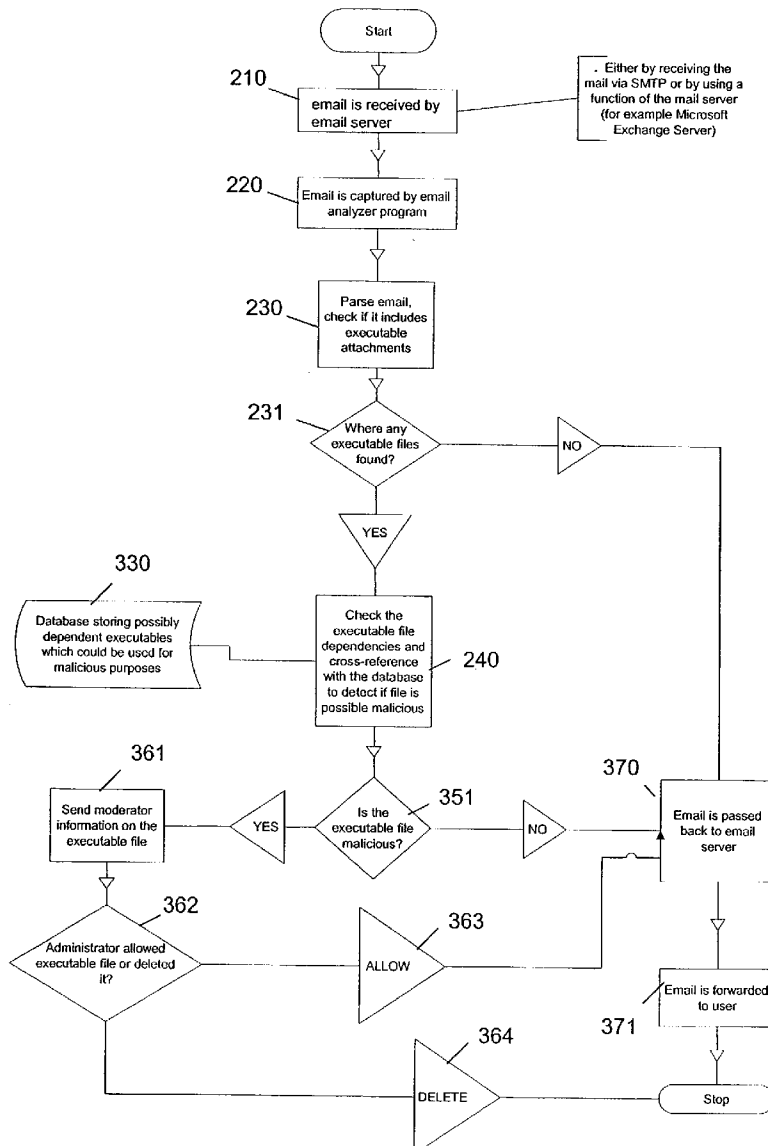 Start
210
email is received by
email server
. Either by receiving the
mail via SMTP or by using a
function of the mail server
(for example Microsoft
Exchange Server)
220
Email is captured by email
analyzer program
230
Parse email,
check if it includes
executable
attachments
231
Where any
executable files
found?
NO
YES
330
Database storing possibly
dependent executables
which could be used for
malicious purposes
Check the
executable file
dependencies and
cross-reference
with the database
to detect if file is
possible malicious
240
361
Send moderator
information on the
executable file
YES
Is the
executable file
malicious?
351
NO
370
Email is passed
back to email
server
362
Administrator allowed
executable file or deleted
it?
363
ALLOW
Email is forwarded
to user
371
364
DELETE
Stop